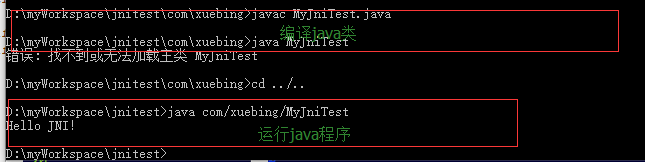 D:\myWorkspace\jnitest\com\xuebing>javac MyJniTest.java
D:\myWorkspace\jnitest\com\xuebing>java MyJniTest
编译java类
错误: 找不到或无法加载主类 MyJniTest
D:\myWorkspace\jnitest\com\xuebing>cd ../..
D:\myWorkspace\jnitest>java com/xuebing/MyJniTest
Hello JNI!
运行java程序
D:\myWorkspace\jnitest>